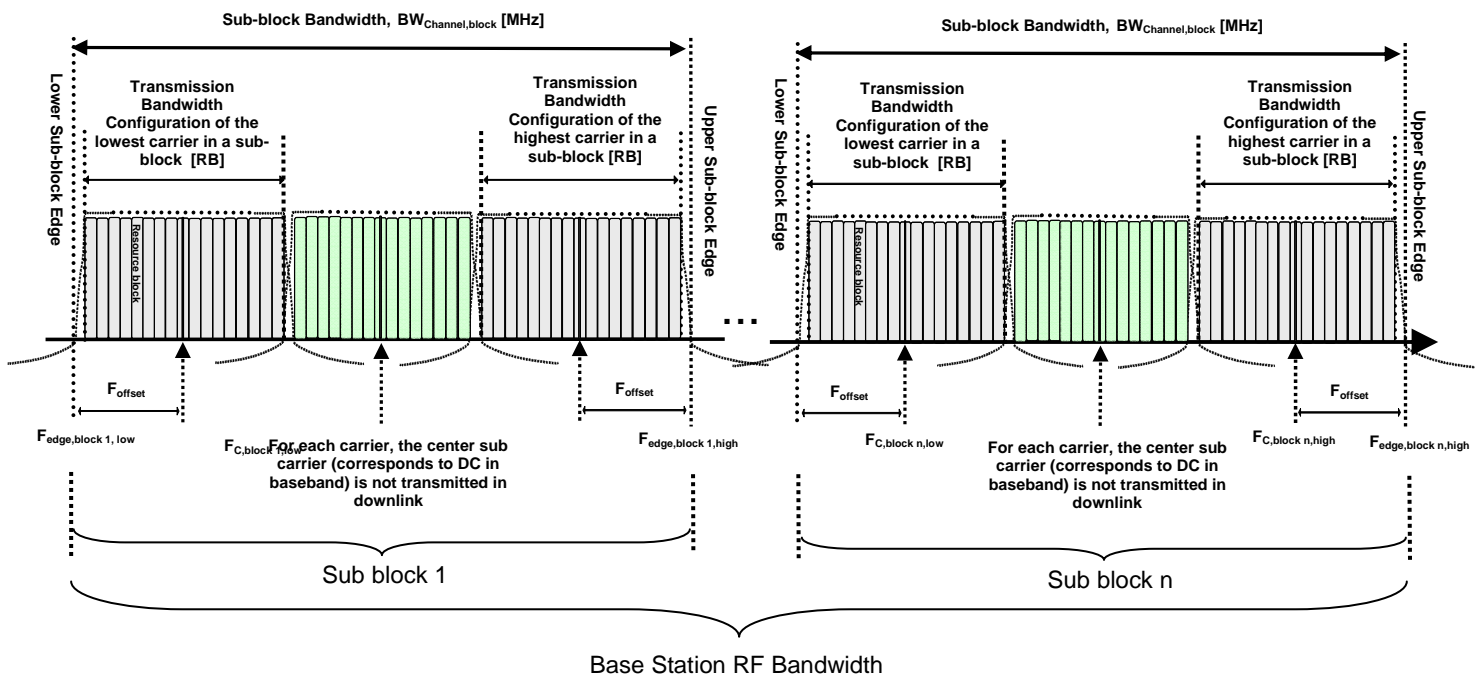 Sub-block Bandwidth, BWChannel,block [MHz]
Lower Sub-block Edge
Transmission
Bandwidth
Configuration of the
lowest carrier in a sub-
block [RB]
Transmission
Bandwidth
Configuration of the
highest carrier in a
sub-block [RB]
Upper Sub-block Edge
Resource block
Foffset
Foffset
Fedge,block 1, low
FC,block 1,low
For each carrier, the center sub
carrier (corresponds to DC in
baseband) is not transmitted in
downlink
Fedge,block 1,high
Sub block 1
...
Sub-block Bandwidth, BWChannel,block [MHz]
Lower Sub-block Edge
Transmission
Bandwidth
Configuration of the
lowest carrier in a
sub-block [RB]
Transmission
Bandwidth
Configuration of the
highest carrier in a
sub-block [RB]
Upper Sub-block Edge
Resource block
Foffset
Foffset
FC,block n,low
For each carrier, the center sub
carrier (corresponds to DC in
baseband) is not transmitted in
downlink
FC,block n,high
Fedge,block n,high
Sub block n
Base Station RF Bandwidth